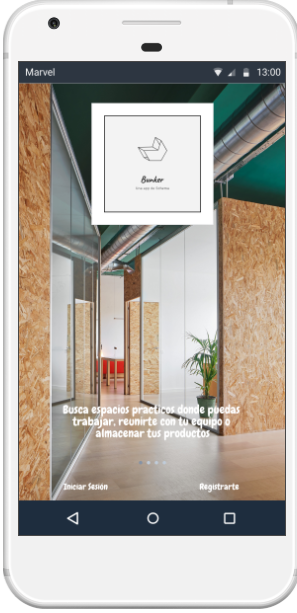 Marvel
13:00
Bunker
Busca espacios practicos donde puedas
trabajar, reunirte con tu equipo o
almacenar tus productos
Iniciar Sesión
Registrarte